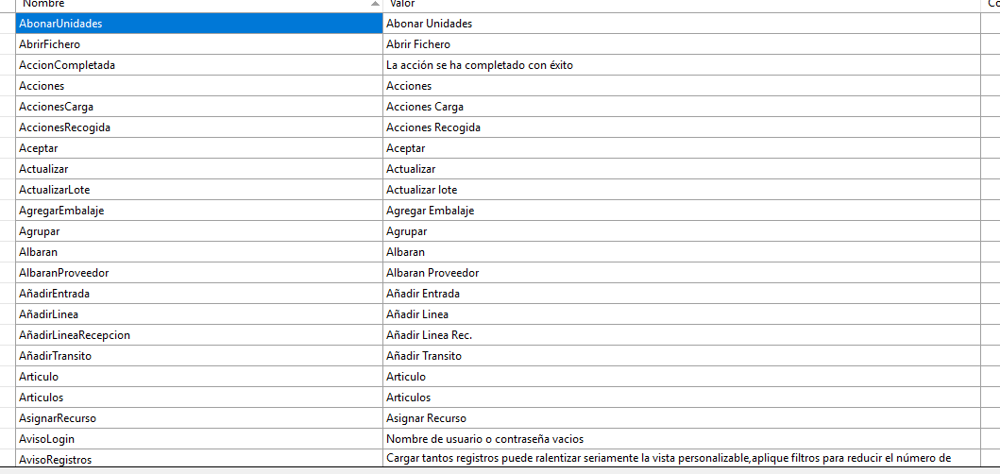 Nombre Valor Co
AbonarUnidades Abonar Unidades
AbrirFichero Abrir Fichero
AccionCompletada La acción se ha completado con éxito
Acciones Acciones
AccionesCarga Acciones Carga
AccionesRecogida Acciones Recogida
Aceptar Aceptar
Actualizar Actualizar
ActualizarLote Actualizar lote
AgregarEmbalaje Agregar Embalaje
Agrupar Agrupar
Albaran Albaran
AlbaranProveedor Albaran Proveedor
AñadirEntrada Añadir Entrada
AñadirLinea Añadir Linea
AñadirLineaRecepcion Añadir Linea Rec.
AñadirTransito Añadir Transito
Articulo Articulo
Articulos Articulos
AsignarRecurso Asignar Recurso
AvisoLogin Nombre de usuario o contraseña vacios
AvisoRegistros Cargar tantos registros puede ralentizar seriamente la vista personalizable,aplique filtros para reducir el número de